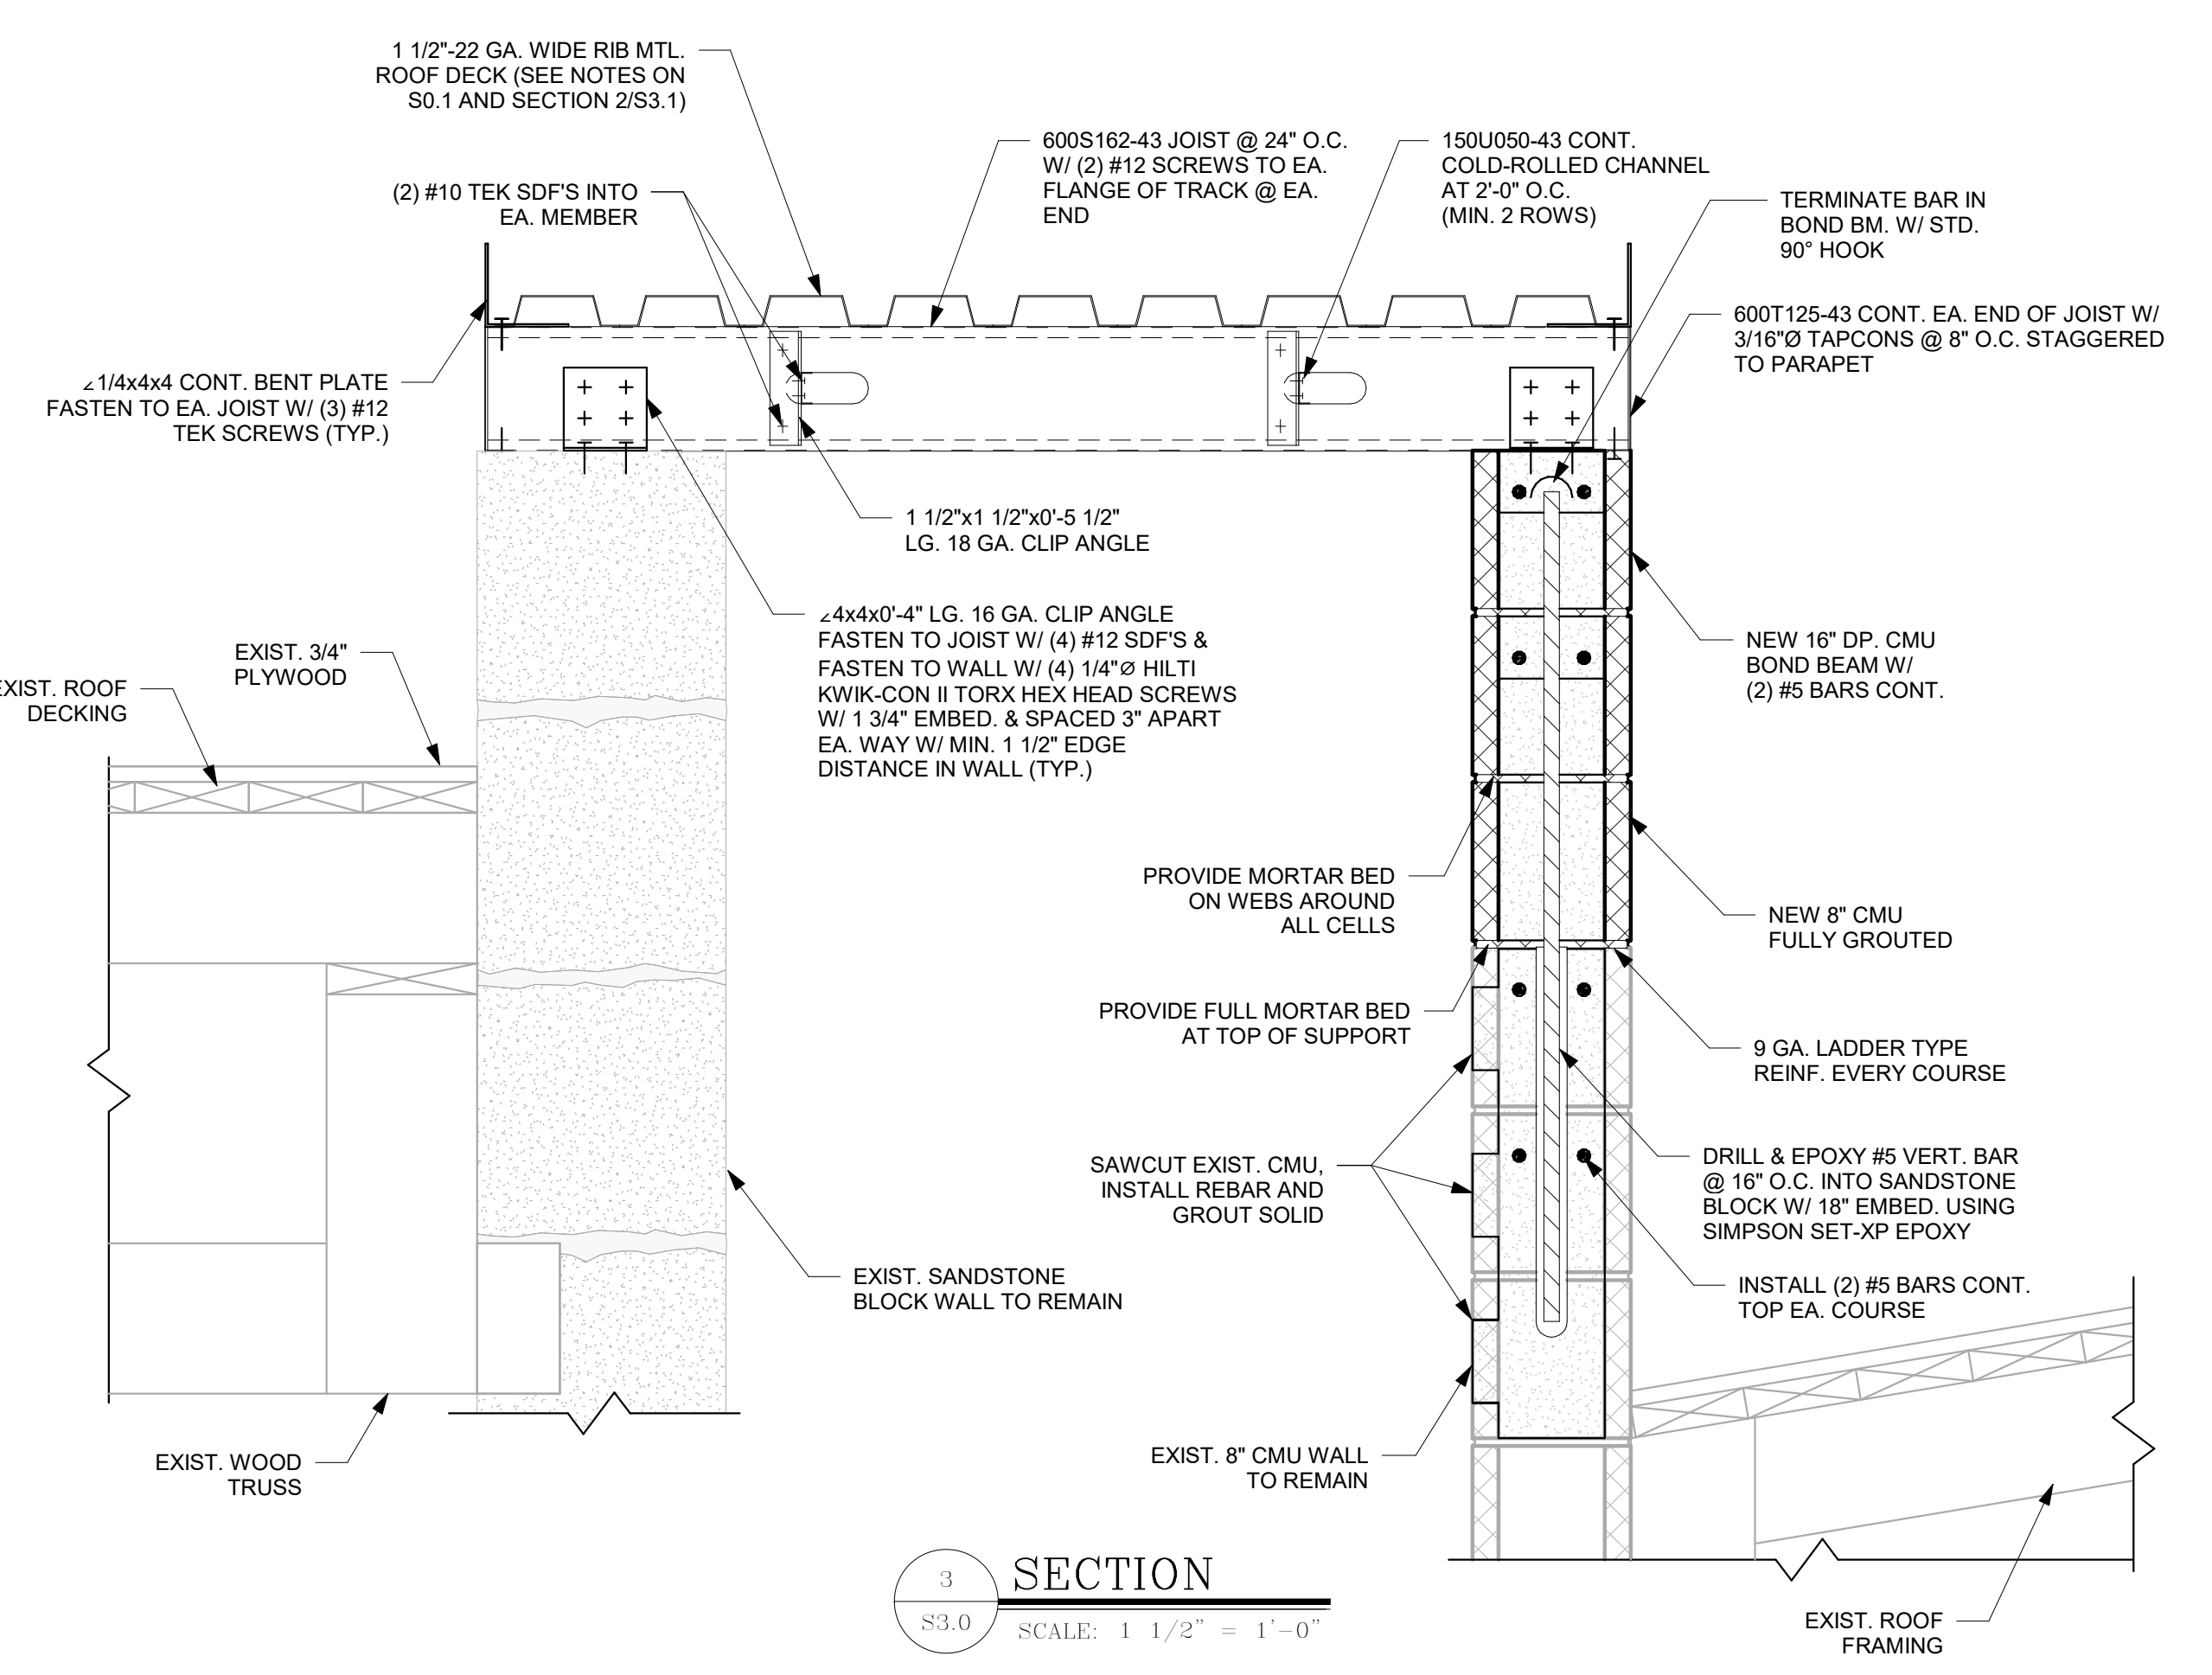 1 1/2"-22 GA. WIDE RIB MTL.
ROOF DECK (SEE NOTES ON
S0.1 AND SECTION 2/S3.1)
600S162-43 JOIST @ 24" O.C.
W/ (2) #12 SCREWS TO EA.
FLANGE OF TRACK @ EA.
END
150U050-43 CONT.
COLD-ROLLED CHANNEL
AT 2'-0" O.C.
(MIN. 2 ROWS)
(2) #10 TEK SDF'S INTO
EA. MEMBER
TERMINATE BAR IN
BOND BM. W/ STD.
90° HOOK
600T125-43 CONT. EA. END OF JOIST W/
3/16"Ø TAPCONS @ 8" O.C. STAGGERED
TO PARAPET
∠1/4x4x4 CONT. BENT PLATE
FASTEN TO EA. JOIST W/ (3) #12
TEK SCREWS (TYP.)
1 1/2"x1 1/2"x0'-5 1/2"
LG. 18 GA. CLIP ANGLE
∠4x4x0'-4" LG. 16 GA. CLIP ANGLE
FASTEN TO JOIST W/ (4) #12 SDF'S &
FASTEN TO WALL W/ (4) 1/4"Ø HILTI
KWIK-CON II TORX HEX HEAD SCREWS
W/ 1 3/4" EMBED. & SPACED 3" APART
EA. WAY W/ MIN. 1 1/2" EDGE
DISTANCE IN WALL (TYP.)
EXIST. 3/4"
PLYWOOD
EXIST. ROOF
DECKING
NEW 16" DP. CMU
BOND BEAM W/
(2) #5 BARS CONT.
PROVIDE MORTAR BED
ON WEBS AROUND
ALL CELLS
NEW 8" CMU
FULLY GROUTED
PROVIDE FULL MORTAR BED
AT TOP OF SUPPORT
9 GA. LADDER TYPE
REINF. EVERY COURSE
SAWCUT EXIST. CMU,
INSTALL REBAR AND
GROUT SOLID
DRILL & EPOXY #5 VERT. BAR
@ 16" O.C. INTO SANDSTONE
BLOCK W/ 18" EMBED. USING
SIMPSON SET-XP EPOXY
EXIST. SANDSTONE
BLOCK WALL TO REMAIN
INSTALL (2) #5 BARS CONT.
TOP EA. COURSE
EXIST. WOOD
TRUSS
EXIST. 8" CMU WALL
TO REMAIN
EXIST. ROOF
FRAMING
3
S3.0
SECTION
SCALE: 1 1/2" = 1'-0"